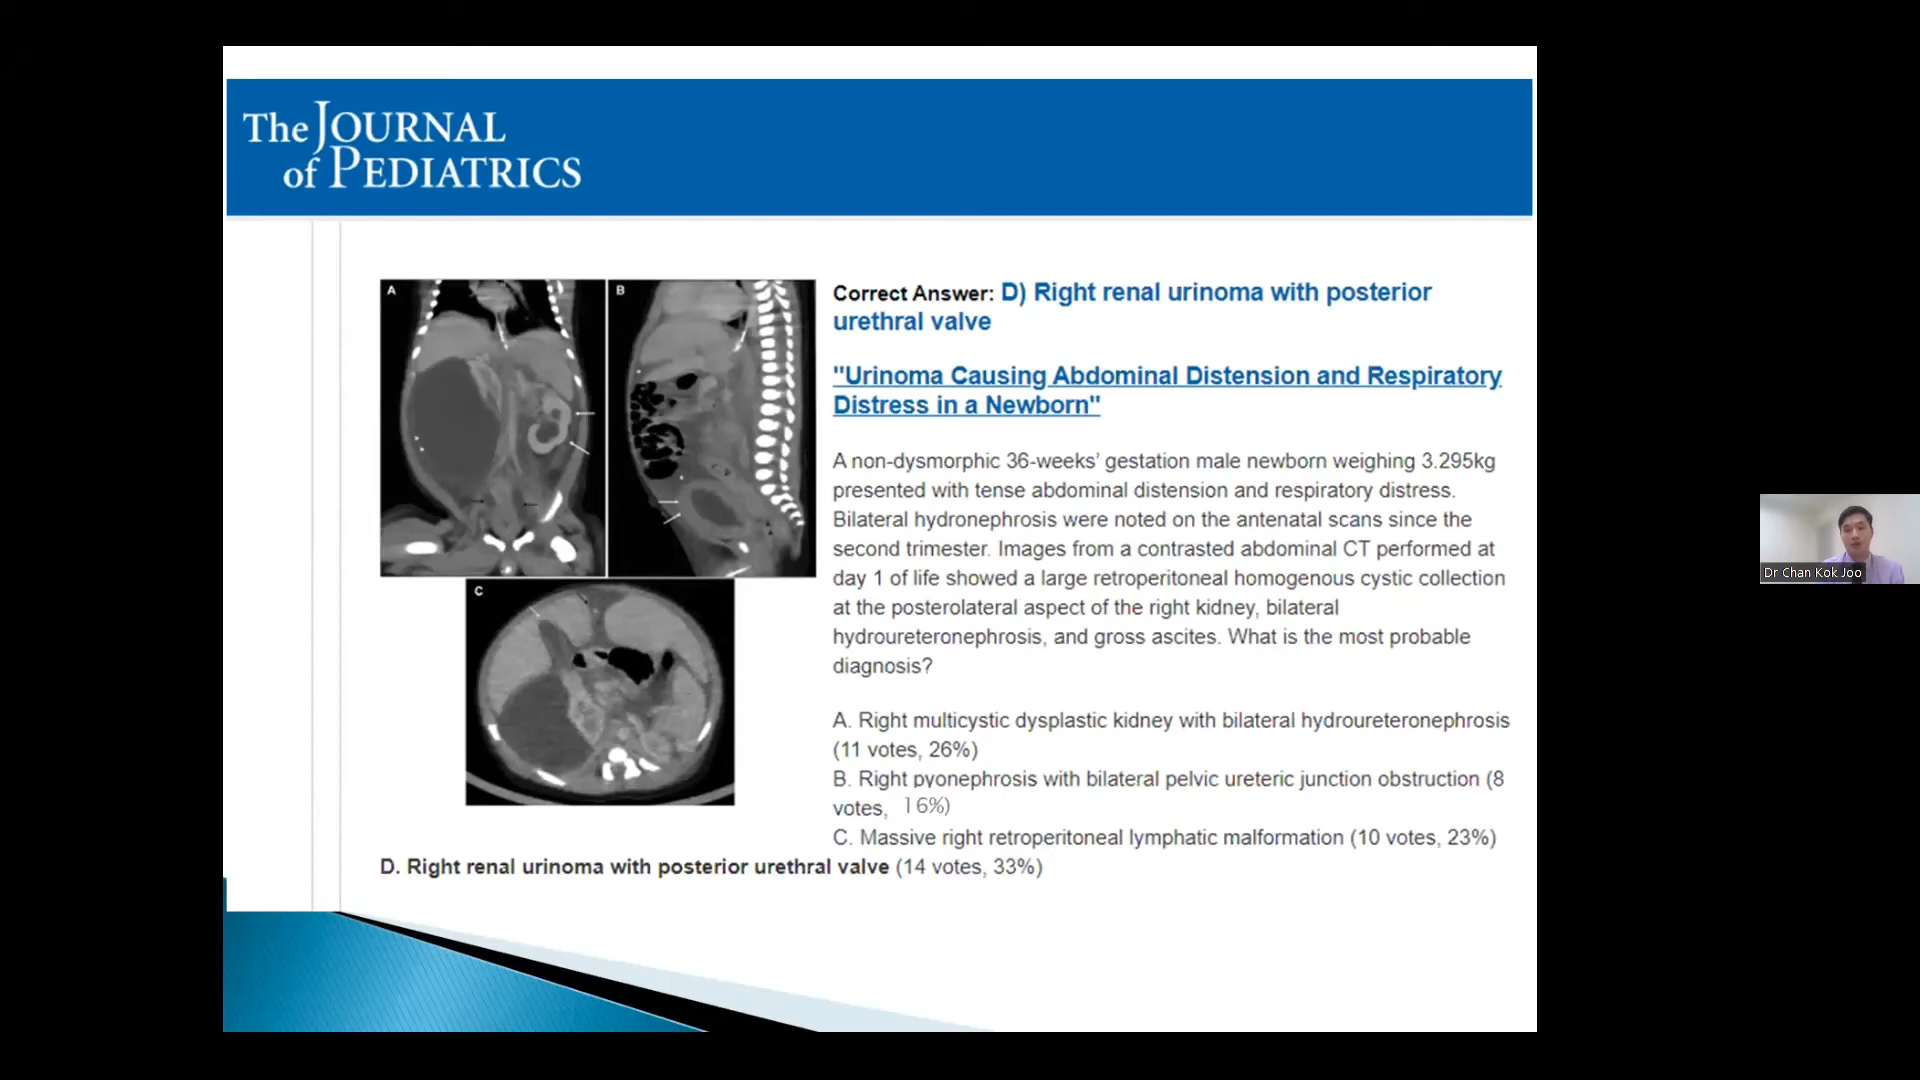 The JOURNAL
of PEDIATRICS
A
B
C
Correct Answer: D) Right renal urinoma with posterior
urethral valve
"Urinoma Causing Abdominal Distension and Respiratory
Distress in a Newborn"
A non-dysmorphic 36-weeks’ gestation male newborn weighing 3.295kg
presented with tense abdominal distension and respiratory distress.
Bilateral hydronephrosis were noted on the antenatal scans since the
second trimester. Images from a contrasted abdominal CT performed at
day 1 of life showed a large retroperitoneal homogenous cystic collection
at the posterolateral aspect of the right kidney, bilateral
hydroureteronephrosis, and gross ascites. What is the most probable
diagnosis?
A. Right multicystic dysplastic kidney with bilateral hydroureteronephrosis
(11 votes, 26%)
B. Right pyonephrosis with bilateral pelvic ureteric junction obstruction (8
votes, 16%)
C. Massive right retroperitoneal lymphatic malformation (10 votes, 23%)
D. Right renal urinoma with posterior urethral valve (14 votes, 33%)
Dr Chan Kok Joo